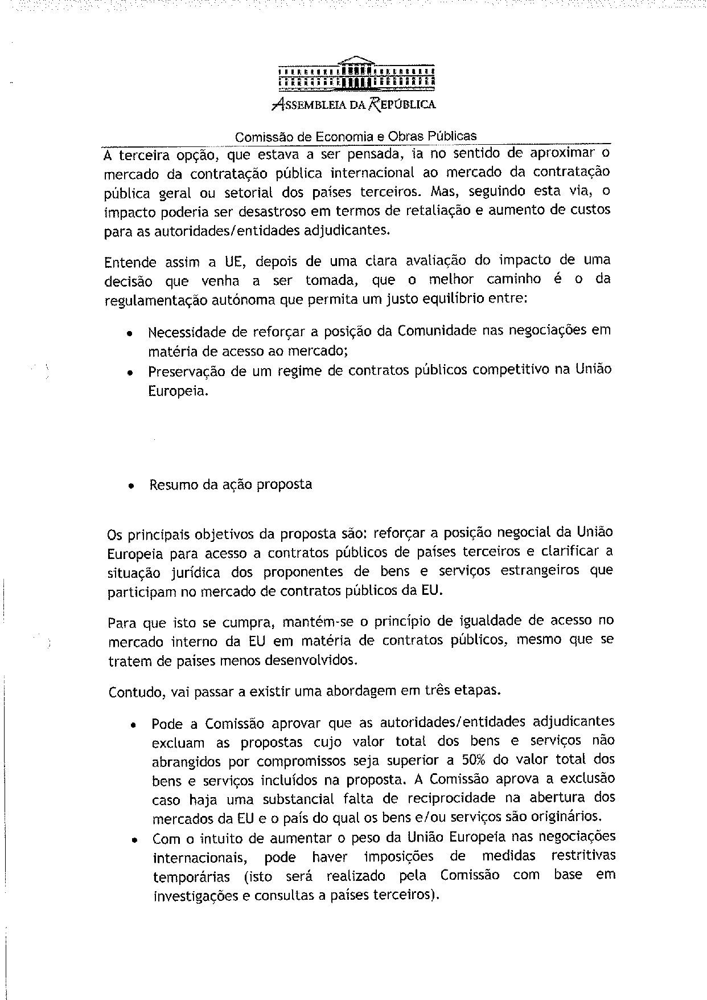 ASSEMBLEIA DA REPÚBLICA
Comissão de Economia e Obras Públicas
A terceira opção, que estava a ser pensada, ia no sentido de aproximar o
mercado da contratação pública internacional ao mercado da contratação
pública geral ou setorial dos países terceiros. Mas, seguindo esta via, o
impacto poderia ser desastroso em termos de retaliação e aumento de custos
para as autoridades/entidades adjudicantes.
Entende assim a UE, depois de uma clara avaliação do impacto de uma
decisão que venha a ser tomada, que o melhor caminho é o da
regulamentação autónoma que permita um justo equilíbrio entre:
• Necessidade de reforçar a posição da Comunidade nas negociações em
matéria de acesso ao mercado;
• Preservação de um regime de contratos públicos competitivo na União
Europeia.
• Resumo da ação proposta
Os principais objetivos da proposta são: reforçar a posição negocial da União
Europeia para acesso a contratos públicos de países terceiros e clarificar a
situação jurídica dos proponentes de bens e serviços estrangeiros que
participam no mercado de contratos públicos da EU.
Para que isto se cumpra, mantém-se o princípio de igualdade de acesso no
mercado interno da EU em matéria de contratos públicos, mesmo que se
tratem de países menos desenvolvidos.
Contudo, vai passar a existir uma abordagem em três etapas.
• Pode a Comissão aprovar que as autoridades/entidades adjudicantes
excluam as propostas cujo valor total dos bens e serviços não
abrangidos por compromissos seja superior a 50% do valor total dos
bens e serviços incluídos na proposta. A Comissão aprova a exclusão
caso haja uma substancial falta de reciprocidade na abertura dos
mercados da EU e o país do qual os bens e/ou serviços são originários.
• Com o intuito de aumentar o peso da União Europeia nas negociações
internacionais, pode haver imposições de medidas restritivas
temporárias (isto será realizado pela Comissão com base em
investigações e consultas a países terceiros).